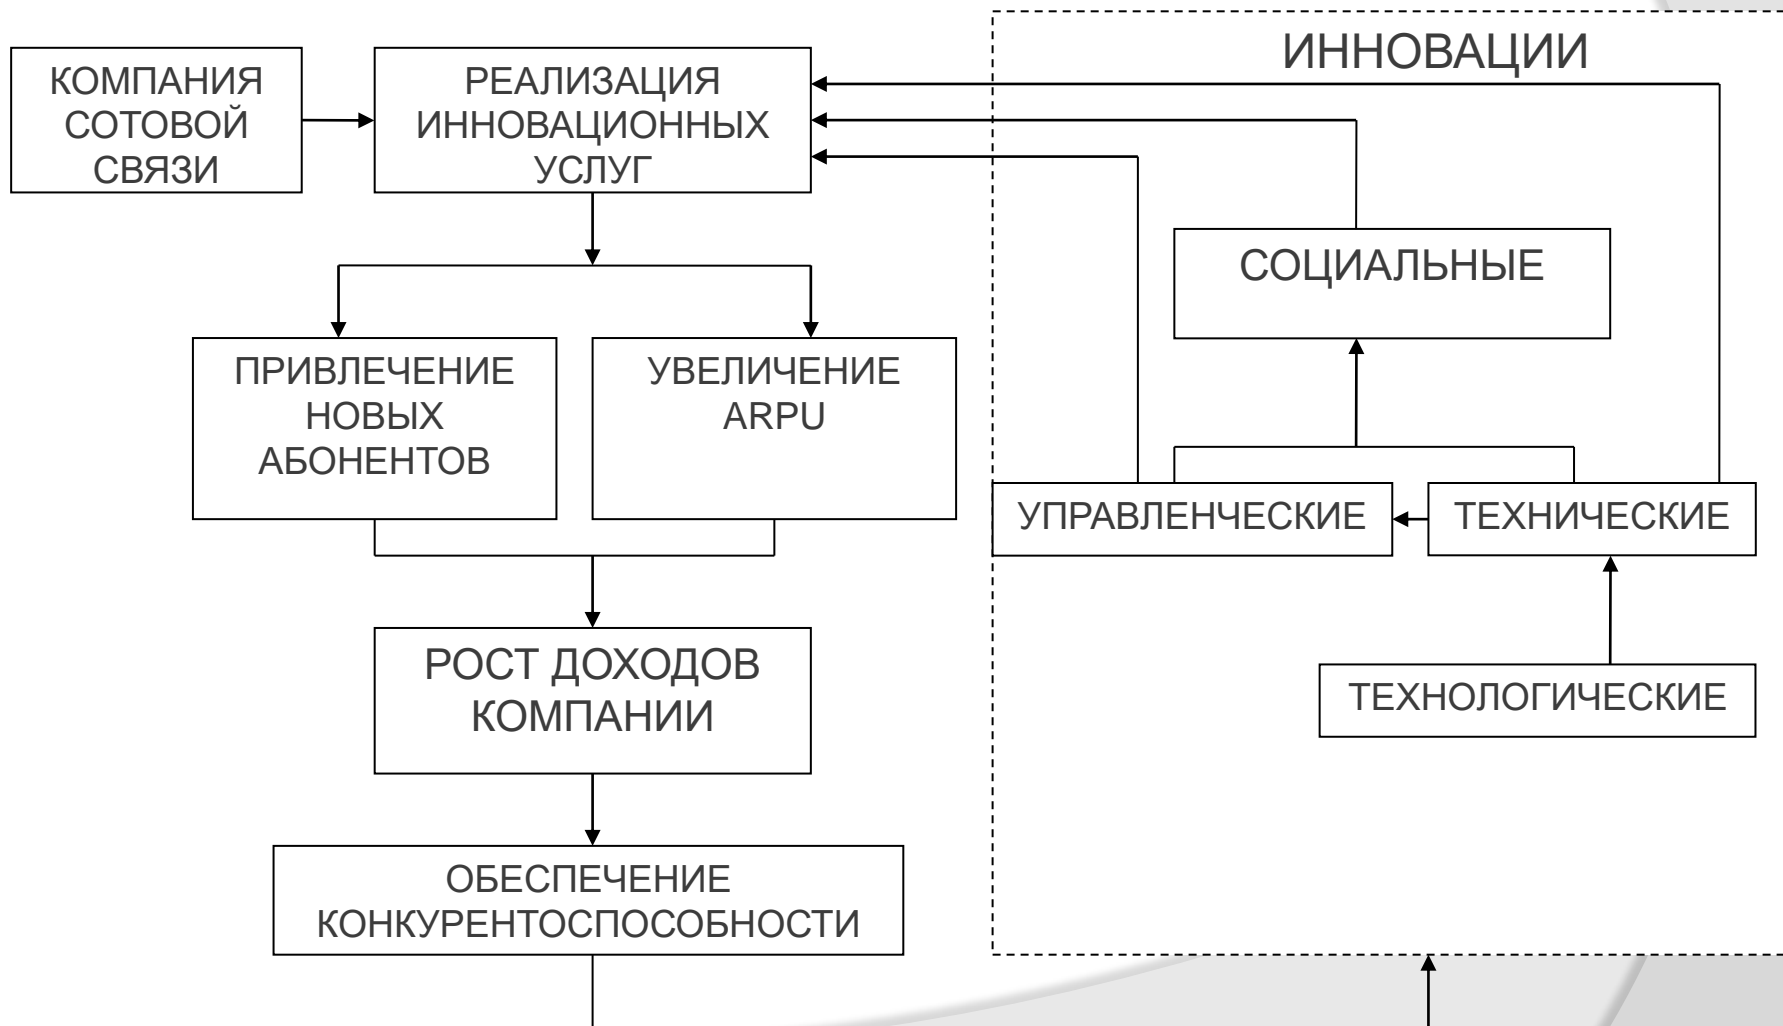 ИННОВАЦИИ
КОМПАНИЯ
СОТОВОЙ
СВЯЗИ
РЕАЛИЗАЦИЯ
ИННОВАЦИОННЫХ
УСЛУГ
СОЦИАЛЬНЫЕ
ПРИВЛЕЧЕНИЕ
НОВЫХ
АБОНЕНТОВ
УВЕЛИЧЕНИЕ
ARPU
УПРАВЛЕНЧЕСКИЕ
ТЕХНИЧЕСКИЕ
РОСТ ДОХОДОВ
КОМПАНИИ
ТЕХНОЛОГИЧЕСКИЕ
ОБЕСПЕЧЕНИЕ
КОНКУРЕНТОСПОСОБНОСТИ